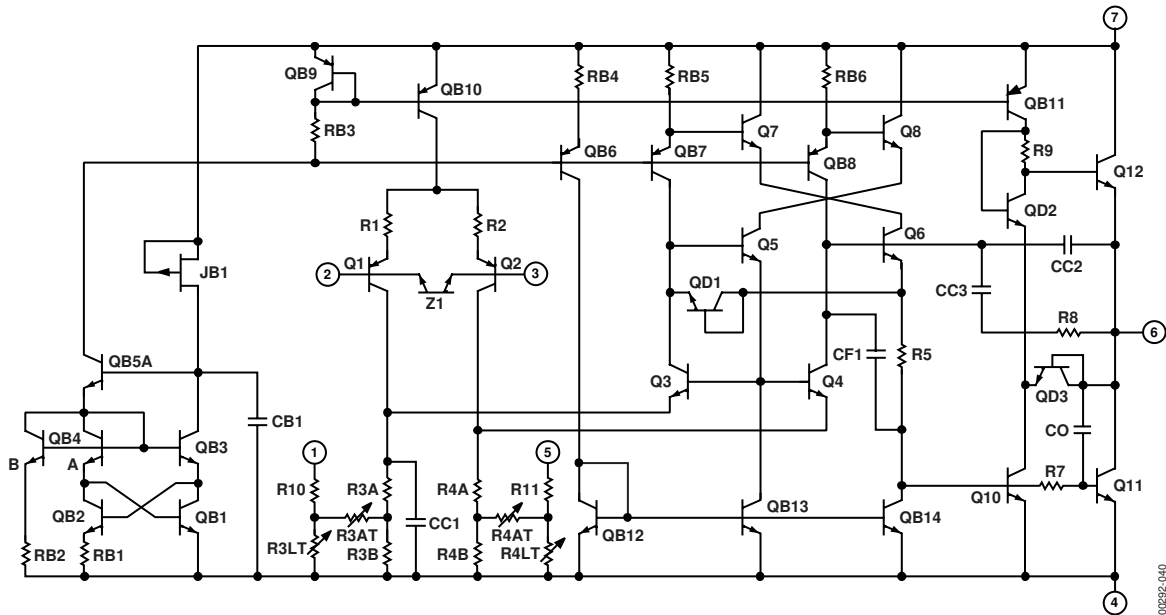 7
QB9
QB10
RB4
RB5
RB6
QB11
RB3
Q7
Q8
R9
QB6
QB7
QB8
Q12
QD2
R1
R2
Q5
Q6
JB1
2
Q1
Q2
3
CC2
Z1
QD1
CC3
R8
6
QB5A
CF1
R5
Q3
Q4
QD3
CB1
QB4
QB3
CO
B
A
1
5
R10
R3A
R4A
R11
R7
Q10
Q11
QB2
QB1
R3AT
CC1
R4AT
QB12
QB13
QB14
R3LT
R3B
R4B
R4LT
RB2
RB1
4
00292-040